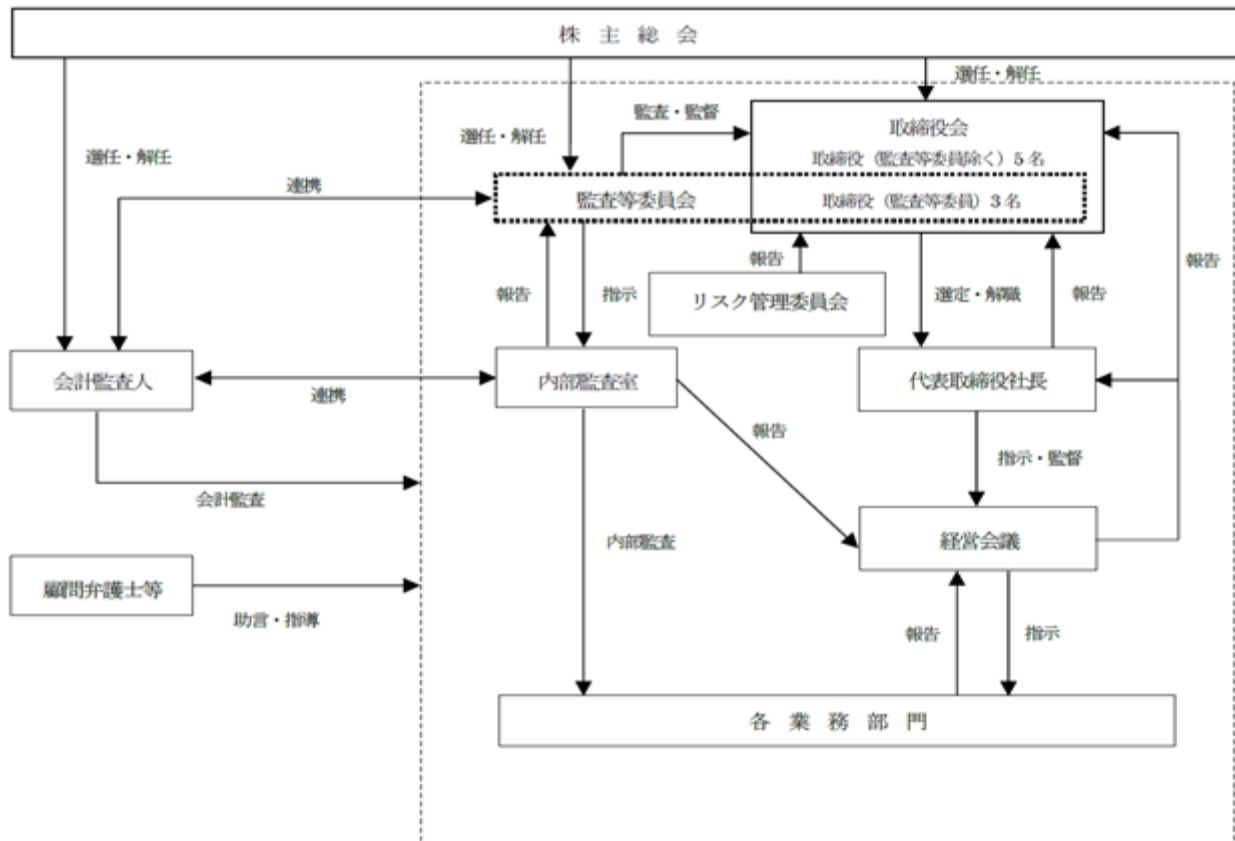 株主総会
選任・解任
監査・監督
取締役会
選任・解任
選任・解任
取締役(監査等委員除く)5名
連携
監査等委員会
取締役(監査等委員)3名
報告
報告
報告
指示
リスク管理委員会
選定・解職
報告
会計監査人
内部監査室
代表取締役社長
連携
報告
指示・監督
会計監査
内部監査
経営会議
顧問弁護士等
助言・指導
報告
指示
各業務部門